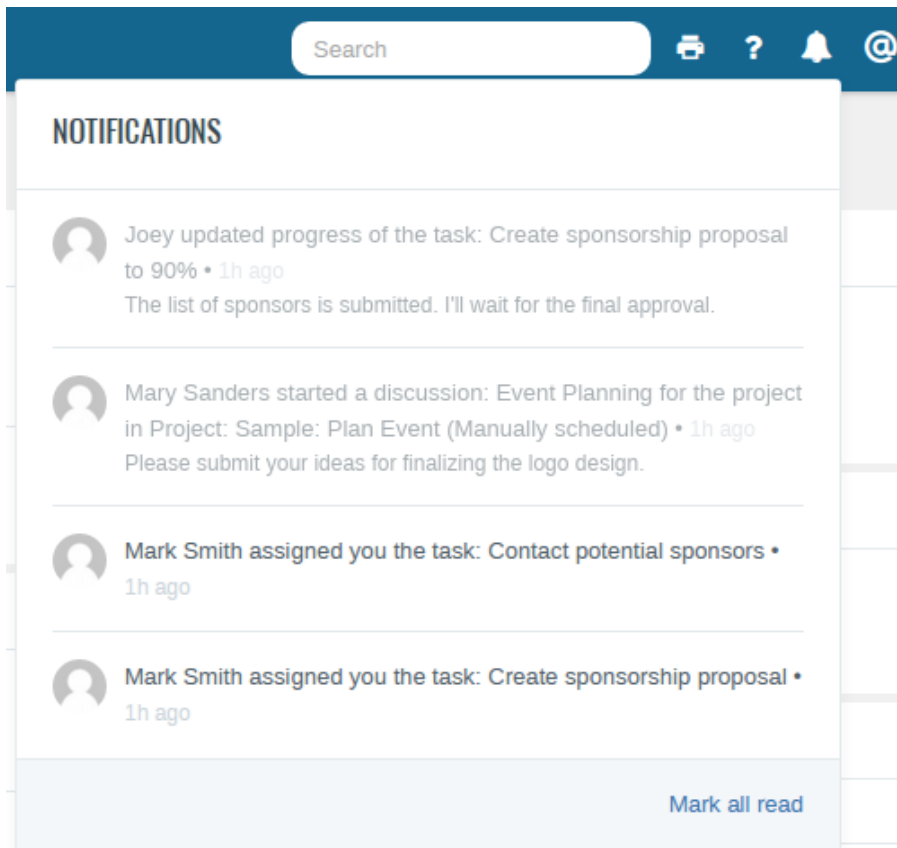 Search
?
@
NOTIFICATIONS
Joey updated progress of the task: Create sponsorship proposal
to 90% • 1h ago
The list of sponsors is submitted. I'll wait for the final approval.
Mary Sanders started a discussion: Event Planning for the project
in Project: Sample: Plan Event (Manually scheduled) • 1h ago
Please submit your ideas for finalizing the logo design.
Mark Smith assigned you the task: Contact potential sponsors •
1h ago
Mark Smith assigned you the task: Create sponsorship proposal •
1h ago
Mark all read